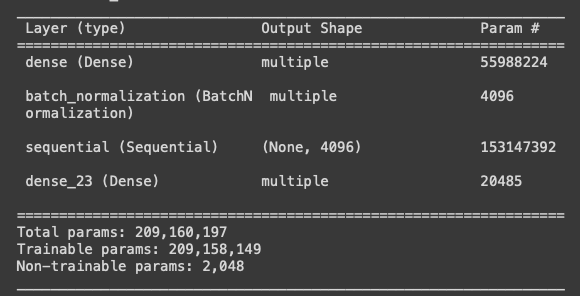 Layer (type) Output Shape Param #
=================================================================
dense (Dense) multiple 55988224
batch_normalization (BatchN multiple 4096
ormalization)
sequential (Sequential) (None, 4096) 153147392
dense_23 (Dense) multiple 20485
=================================================================
Total params: 209,160,197
Trainable params: 209,158,149
Non-trainable params: 2,048